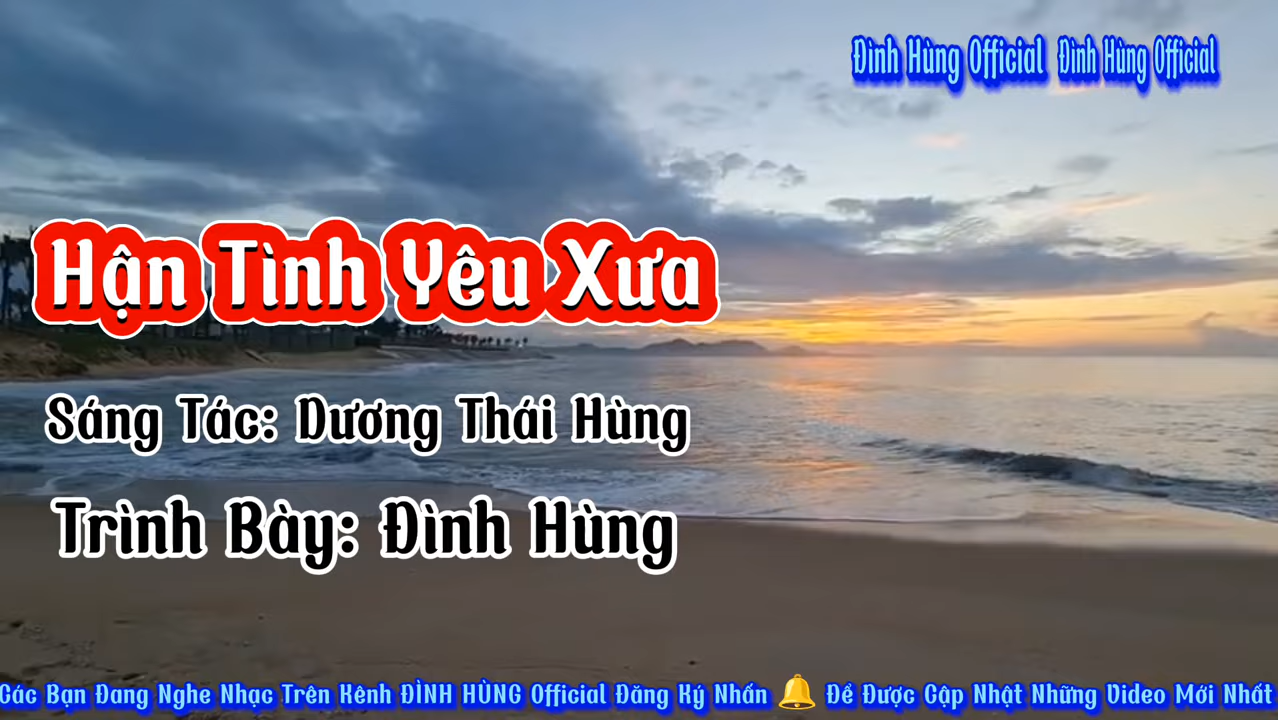 Đình Hùng Official Đình Hùng Official
Hận Tình Yêu Xưa
Sáng Tác: Dương Thái Hùng
Trình Bày: Đình Hùng
Các Bạn Đang Nghe Nhạc Trên Kênh ĐÌNH HÙNG Official Đăng Ký Nhấn 🔔 Để Được Cập Nhật Những Video Mới Nhất